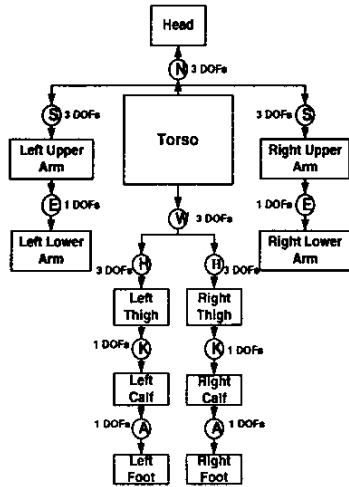 Head
N 3 DOFs
S 3 DOFs
3 DOFs S
Torso
Left Upper
Arm
Right Upper
Arm
E 1 DOFs
1 DOFs E
Left Lower
Arm
Right Lower
Arm
W 3 DOFs
H
3 DOFs
H
3 DOFs
Left
Thigh
Right
Thigh
1 DOFs K
K 1 DOFs
Left
Calf
Right
Calf
1 DOFs A
A 1 DOFs
Left
Foot
Right
Foot